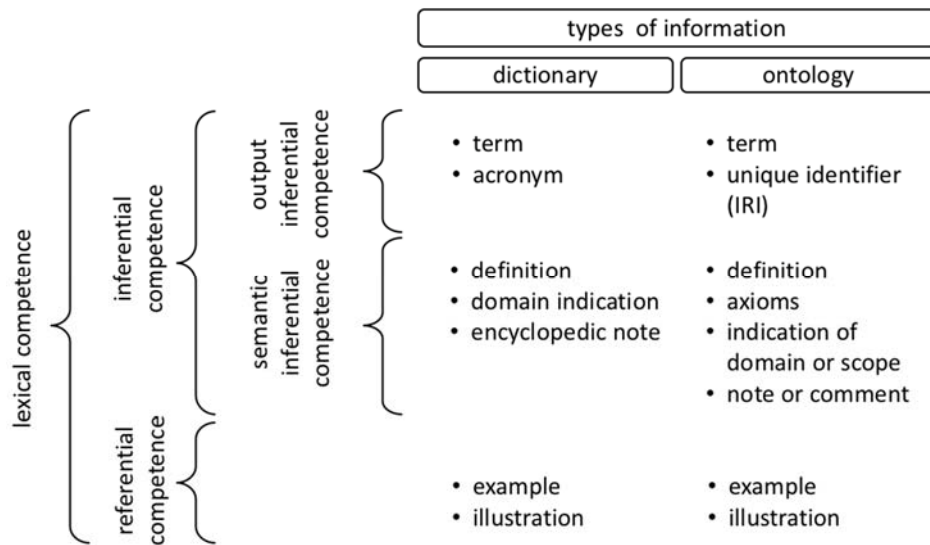 types of information
dictionary
ontology
lexical competence
inferential
competence
referential
competence
output
inferential
competence
semantic
inferential
competence
• term
• acronym
• term
• unique identifier
(IRI)
• definition
• domain indication
• encyclopedic note
• definition
• axioms
• indication of
domain or scope
• note or comment
• example
• illustration
• example
• illustration